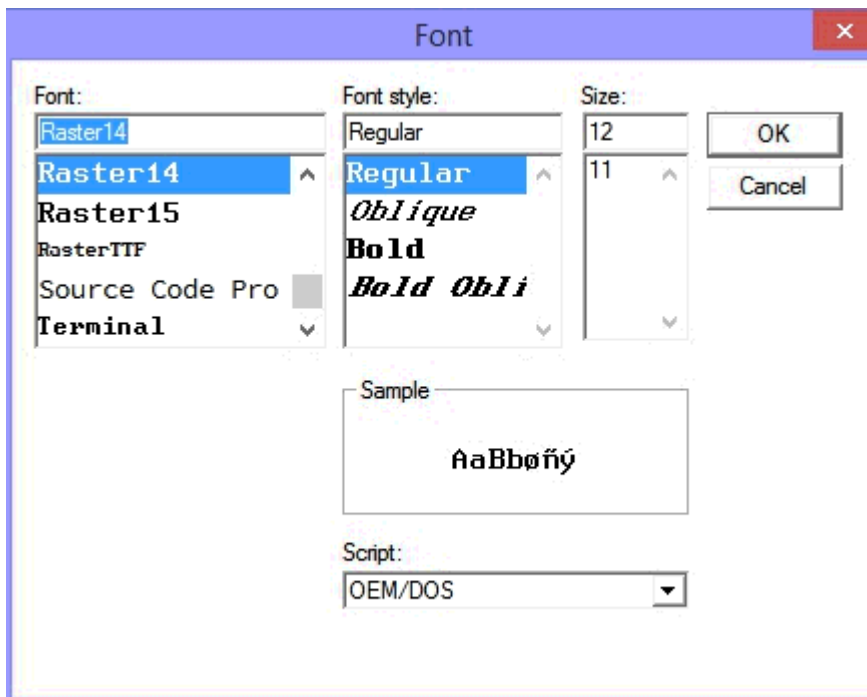 Font
Font:
Raster14
Raster14
Raster15
RasterTTF
Source Code Pro
Terminal
Font style:
Regular
Regular
Oblique
Bold
Bold Obli
Size:
12
11
OK
Cancel
Sample
AaBbøñý
Script:
OEM/DOS